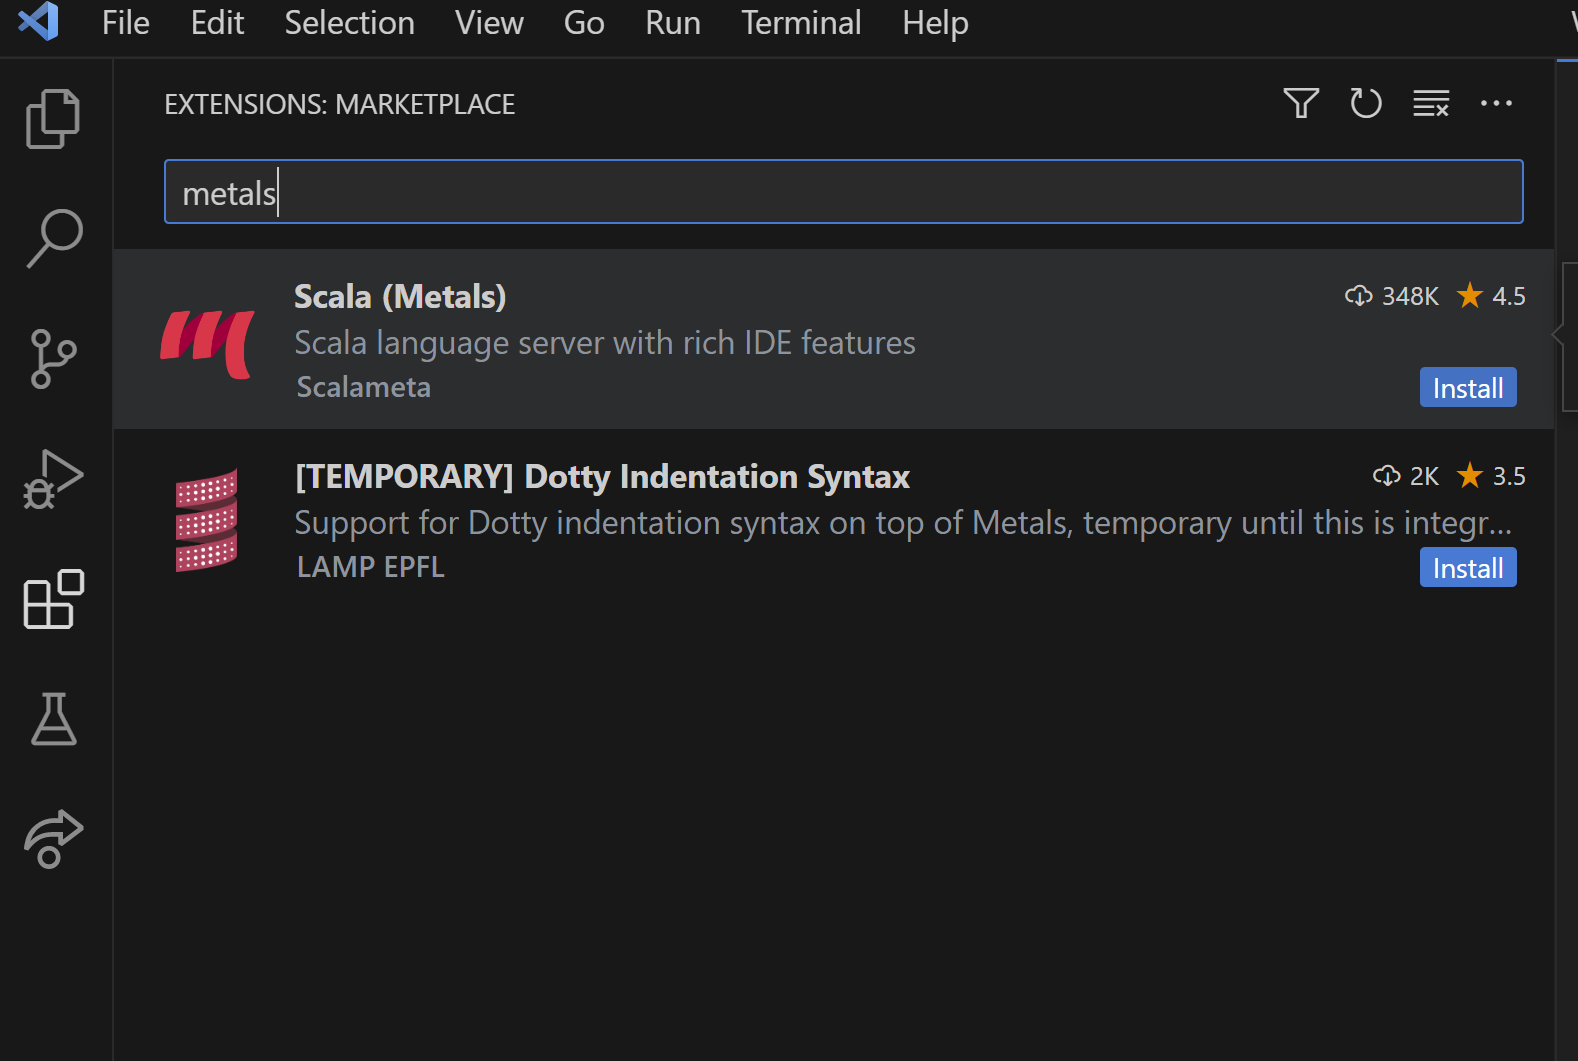 File Edit Selection View Go Run Terminal Help
EXTENSIONS: MARKETPLACE
metals
Scala (Metals) 348K 4.5
Scala language server with rich IDE features
Scalameta Install
[TEMPORARY] Dotty Indentation Syntax 2K 3.5
Support for Dotty indentation syntax on top of Metals, temporary until this is integr...
LAMP EPFL Install